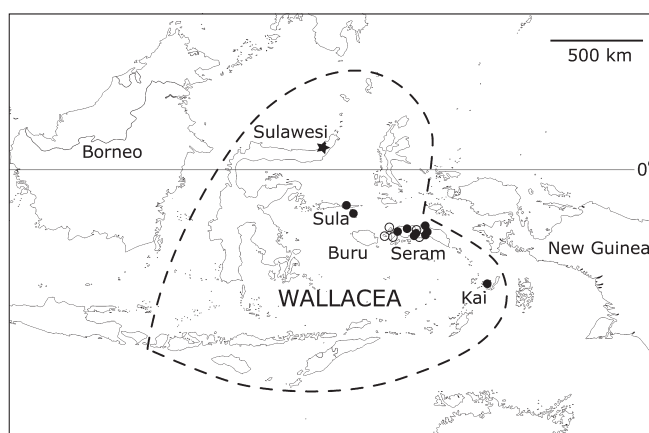 500 km
Sulawesi
Borneo
0°
Sula
Buru
Seram
New Guinea
WALLACEA
Kai